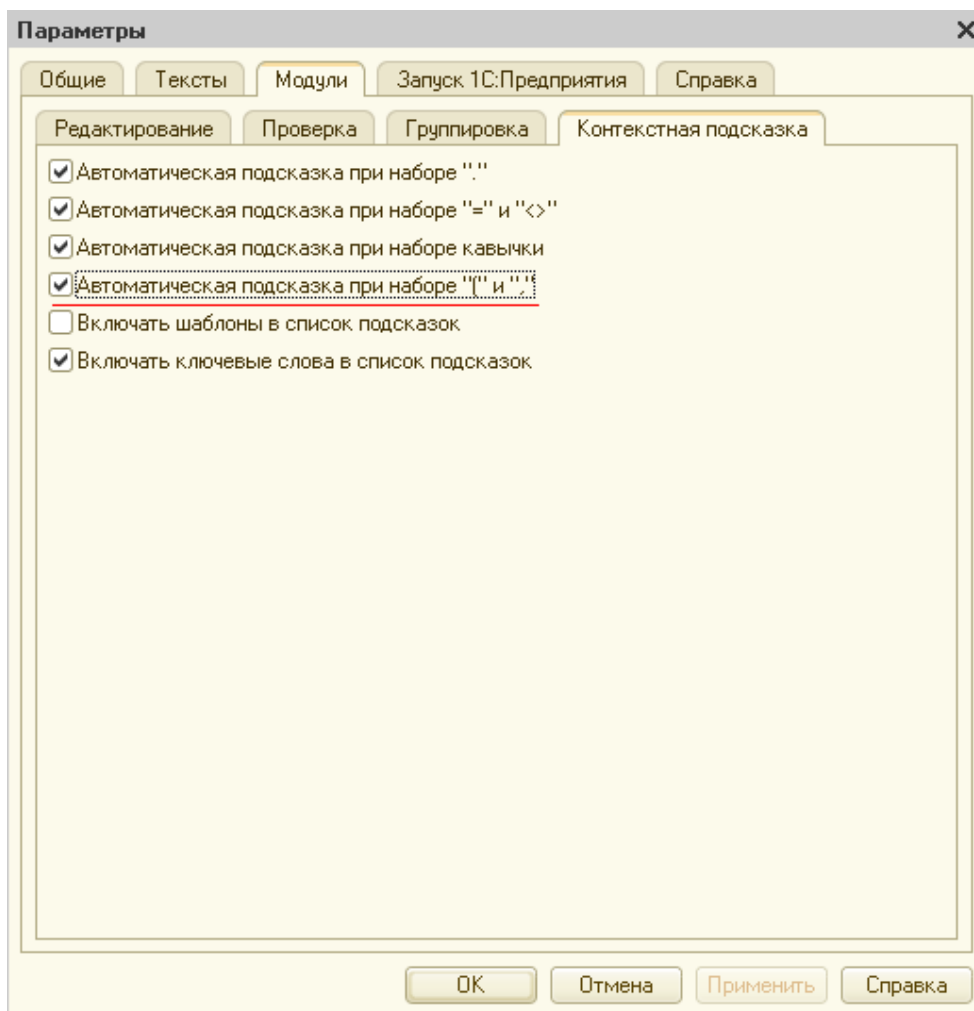 Параметры
Общие Тексты Модули Запуск 1С:Предприятия Справка
Редактирование Проверка Группировка Контекстная подсказка
Автоматическая подсказка при наборе "."
Автоматическая подсказка при наборе "=" и "<>"
Автоматическая подсказка при наборе кавычки
Автоматическая подсказка при наборе "(" и ","
Включать шаблоны в список подсказок
Включать ключевые слова в список подсказок
OK Отмена Применить Справка